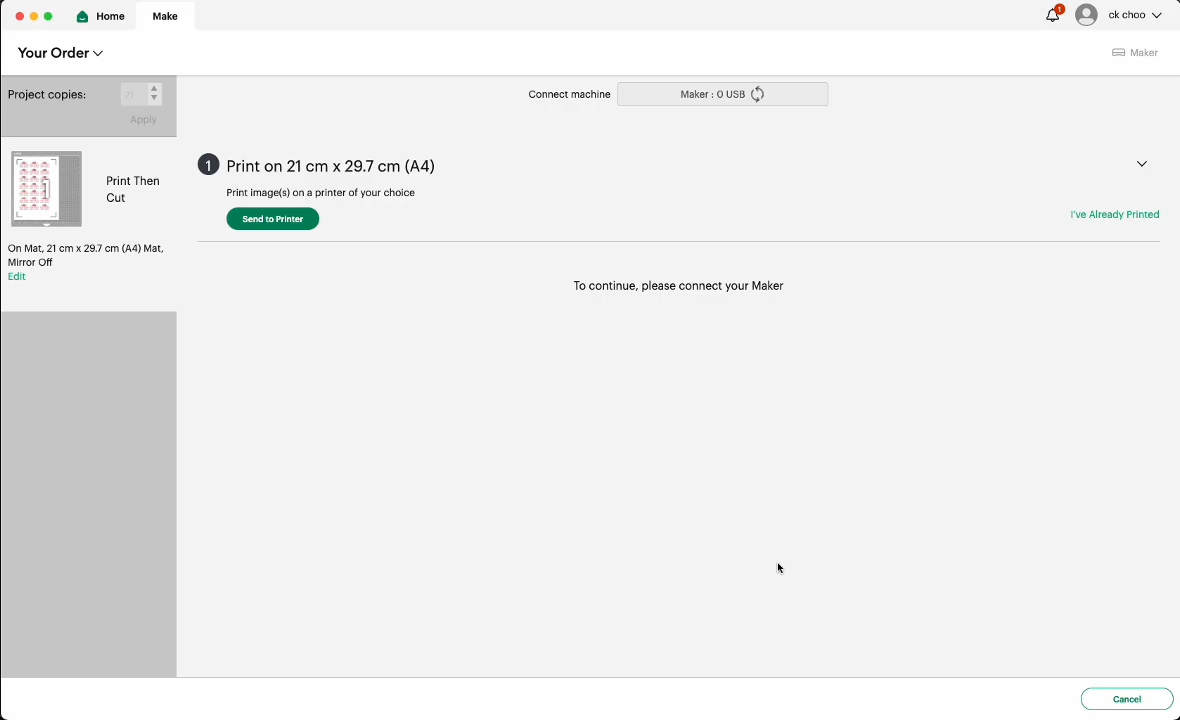 Home
Make
1
ck choo
Your Order
Maker
Project copies:
21
Apply
Connect machine
Maker : 0 USB
Print Then
Cut
On Mat, 21 cm x 29.7 cm (A4) Mat,
Mirror Off
Edit
1
Print on 21 cm x 29.7 cm (A4)
Print image(s) on a printer of your choice
Send to Printer
I've Already Printed
To continue, please connect your Maker
Cancel